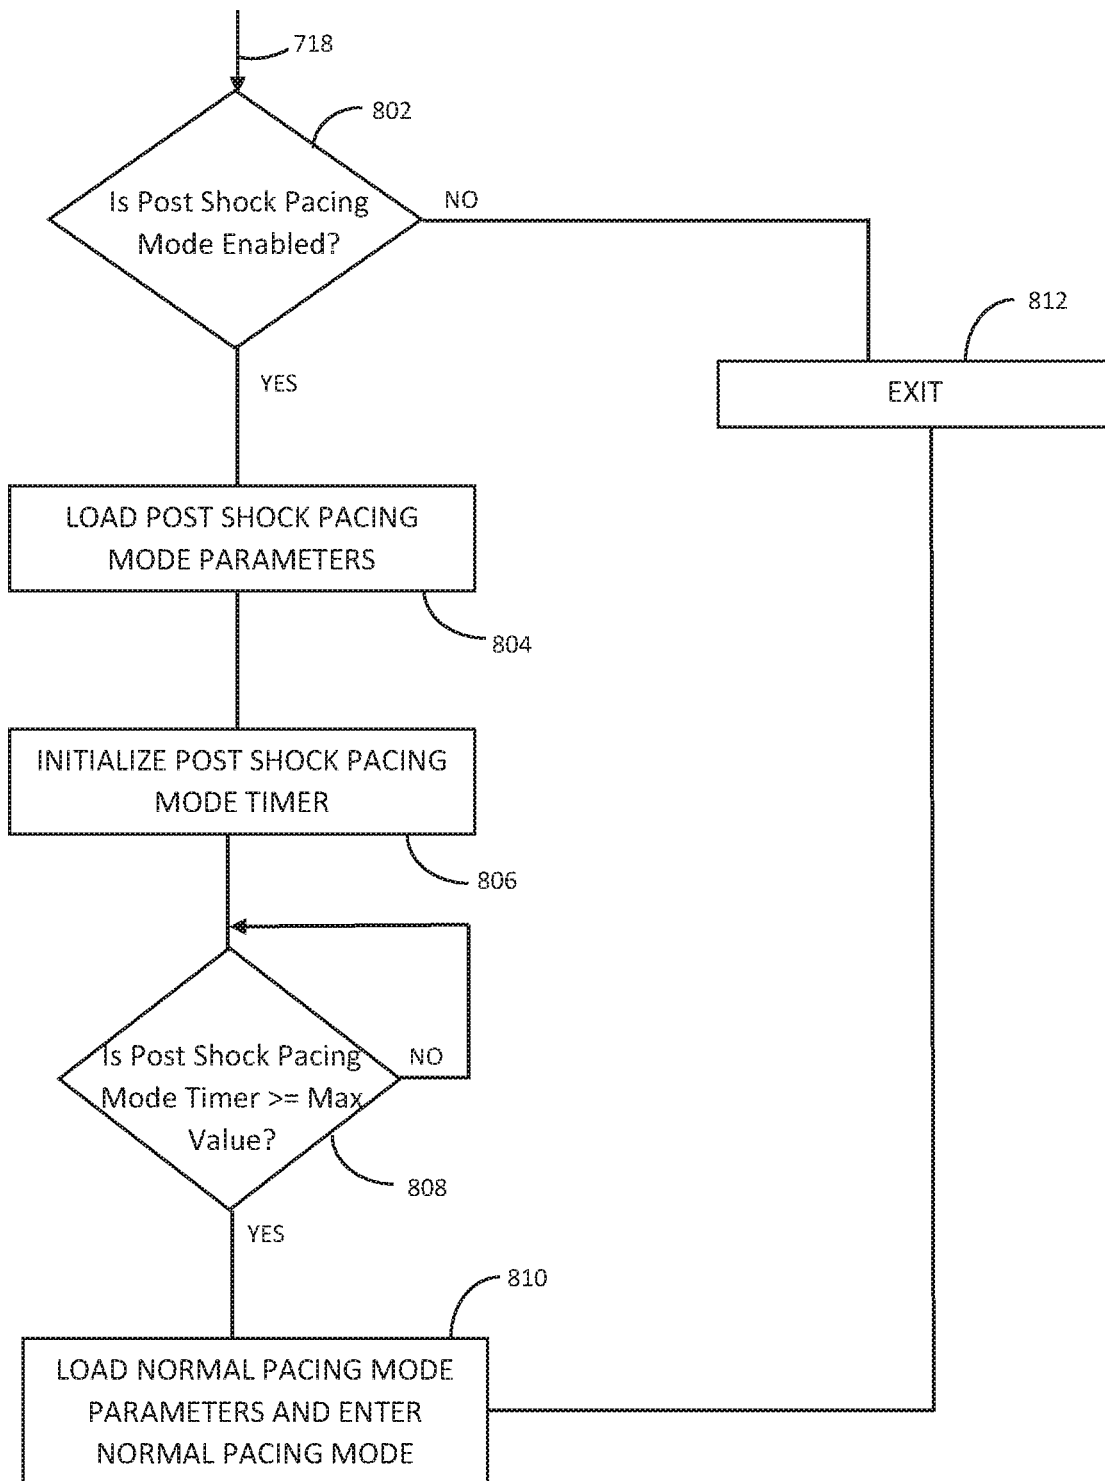 718
802
Is Post Shock Pacing
Mode Enabled?
NO
812
EXIT
YES
LOAD POST SHOCK PACING
MODE PARAMETERS
804
INITIALIZE POST SHOCK PACING
MODE TIMER
806
Is Post Shock Pacing
Mode Timer >= Max
Value?
NO
808
YES
810
LOAD NORMAL PACING MODE
PARAMETERS AND ENTER
NORMAL PACING MODE